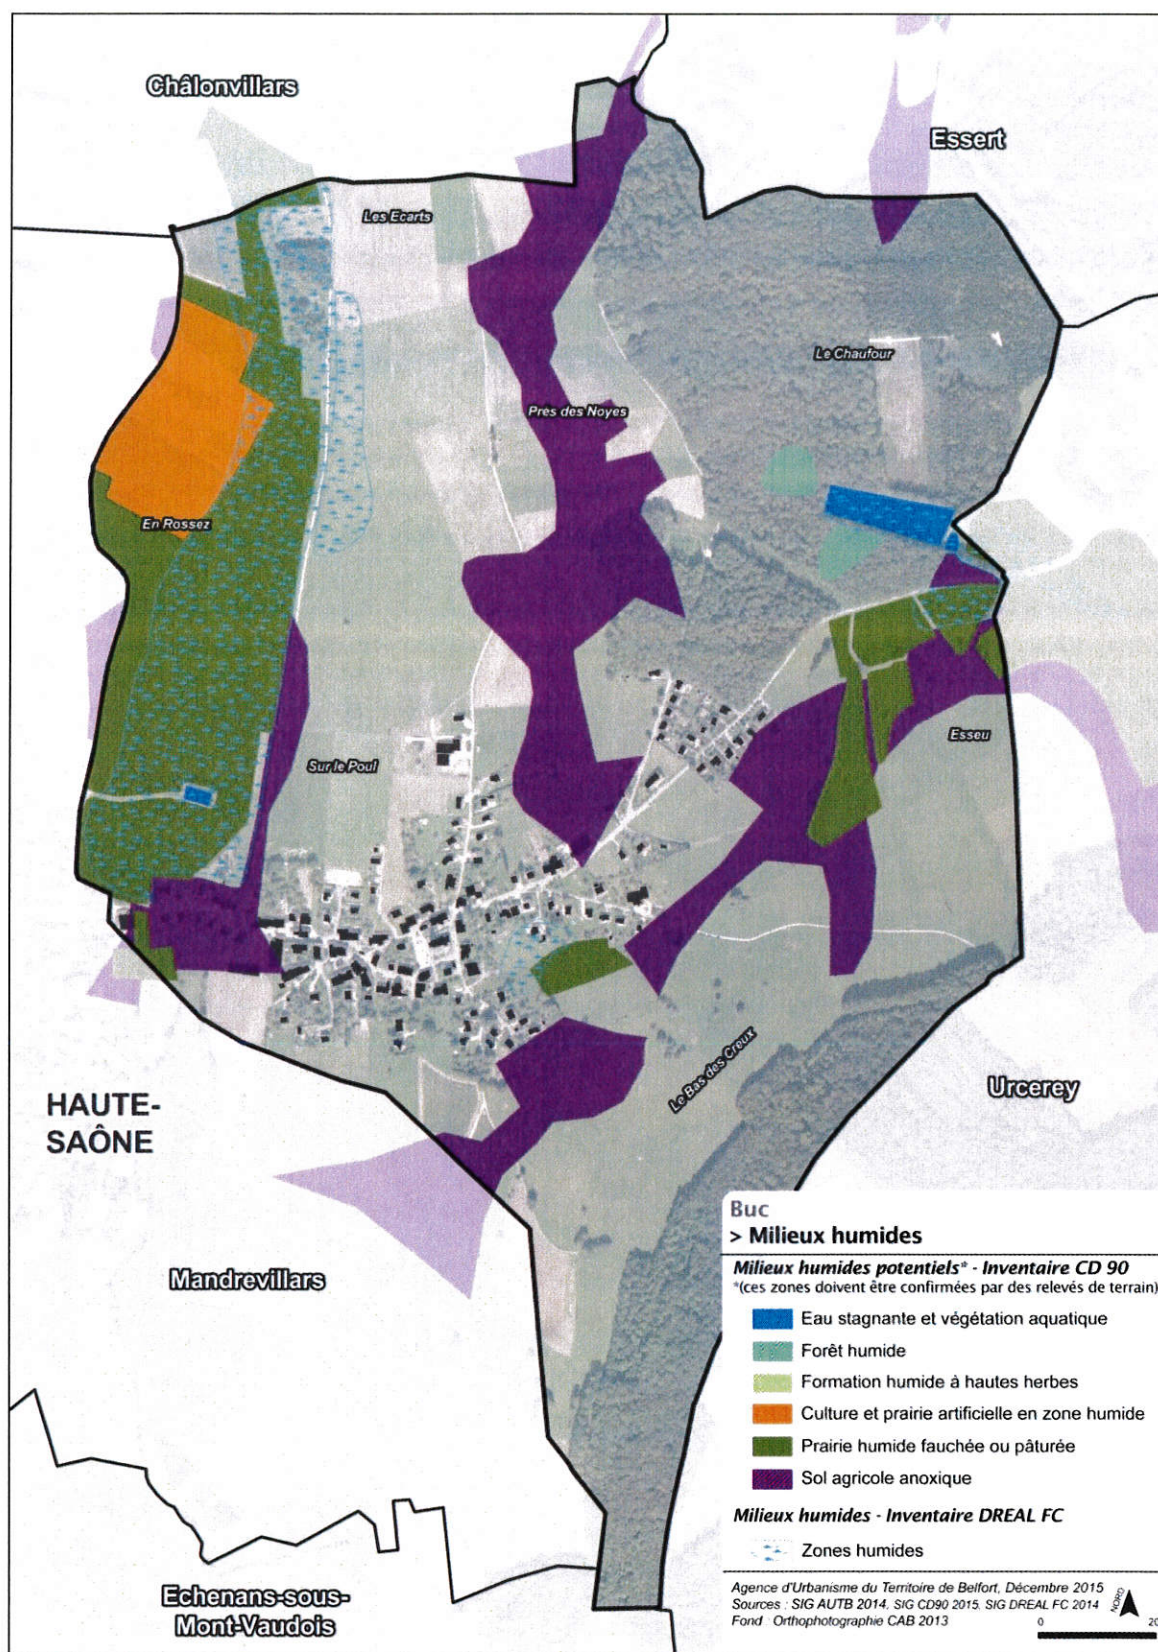 Châlonvillars
Essert
Les Ecarts
Le Chaufour
Près des Noyes
En Rossez
Esseu
Sur le Poul
Le Bas des Creux
HAUTE-
SAÔNE
Urcerey
Mandrevillars
Echenans-sous-
Mont-Vaudois
Buc
> Milieux humides
Milieux humides potentiels* - Inventaire CD 90
*(ces zones doivent être confirmées par des relevés de terrain)
Eau stagnante et végétation aquatique
Forêt humide
Formation humide à hautes herbes
Culture et prairie artificielle en zone humide
Prairie humide fauchée ou pâturée
Sol agricole anoxique
Milieux humides - Inventaire DREAL FC
Zones humides
Agence d'Urbanisme du Territoire de Belfort, Décembre 2015
Sources : SIG AUTB 2014, SIG CD90 2015, SIG DREAL FC 2014
Fond : Orthophotographie CAB 2013
NORD
0 20